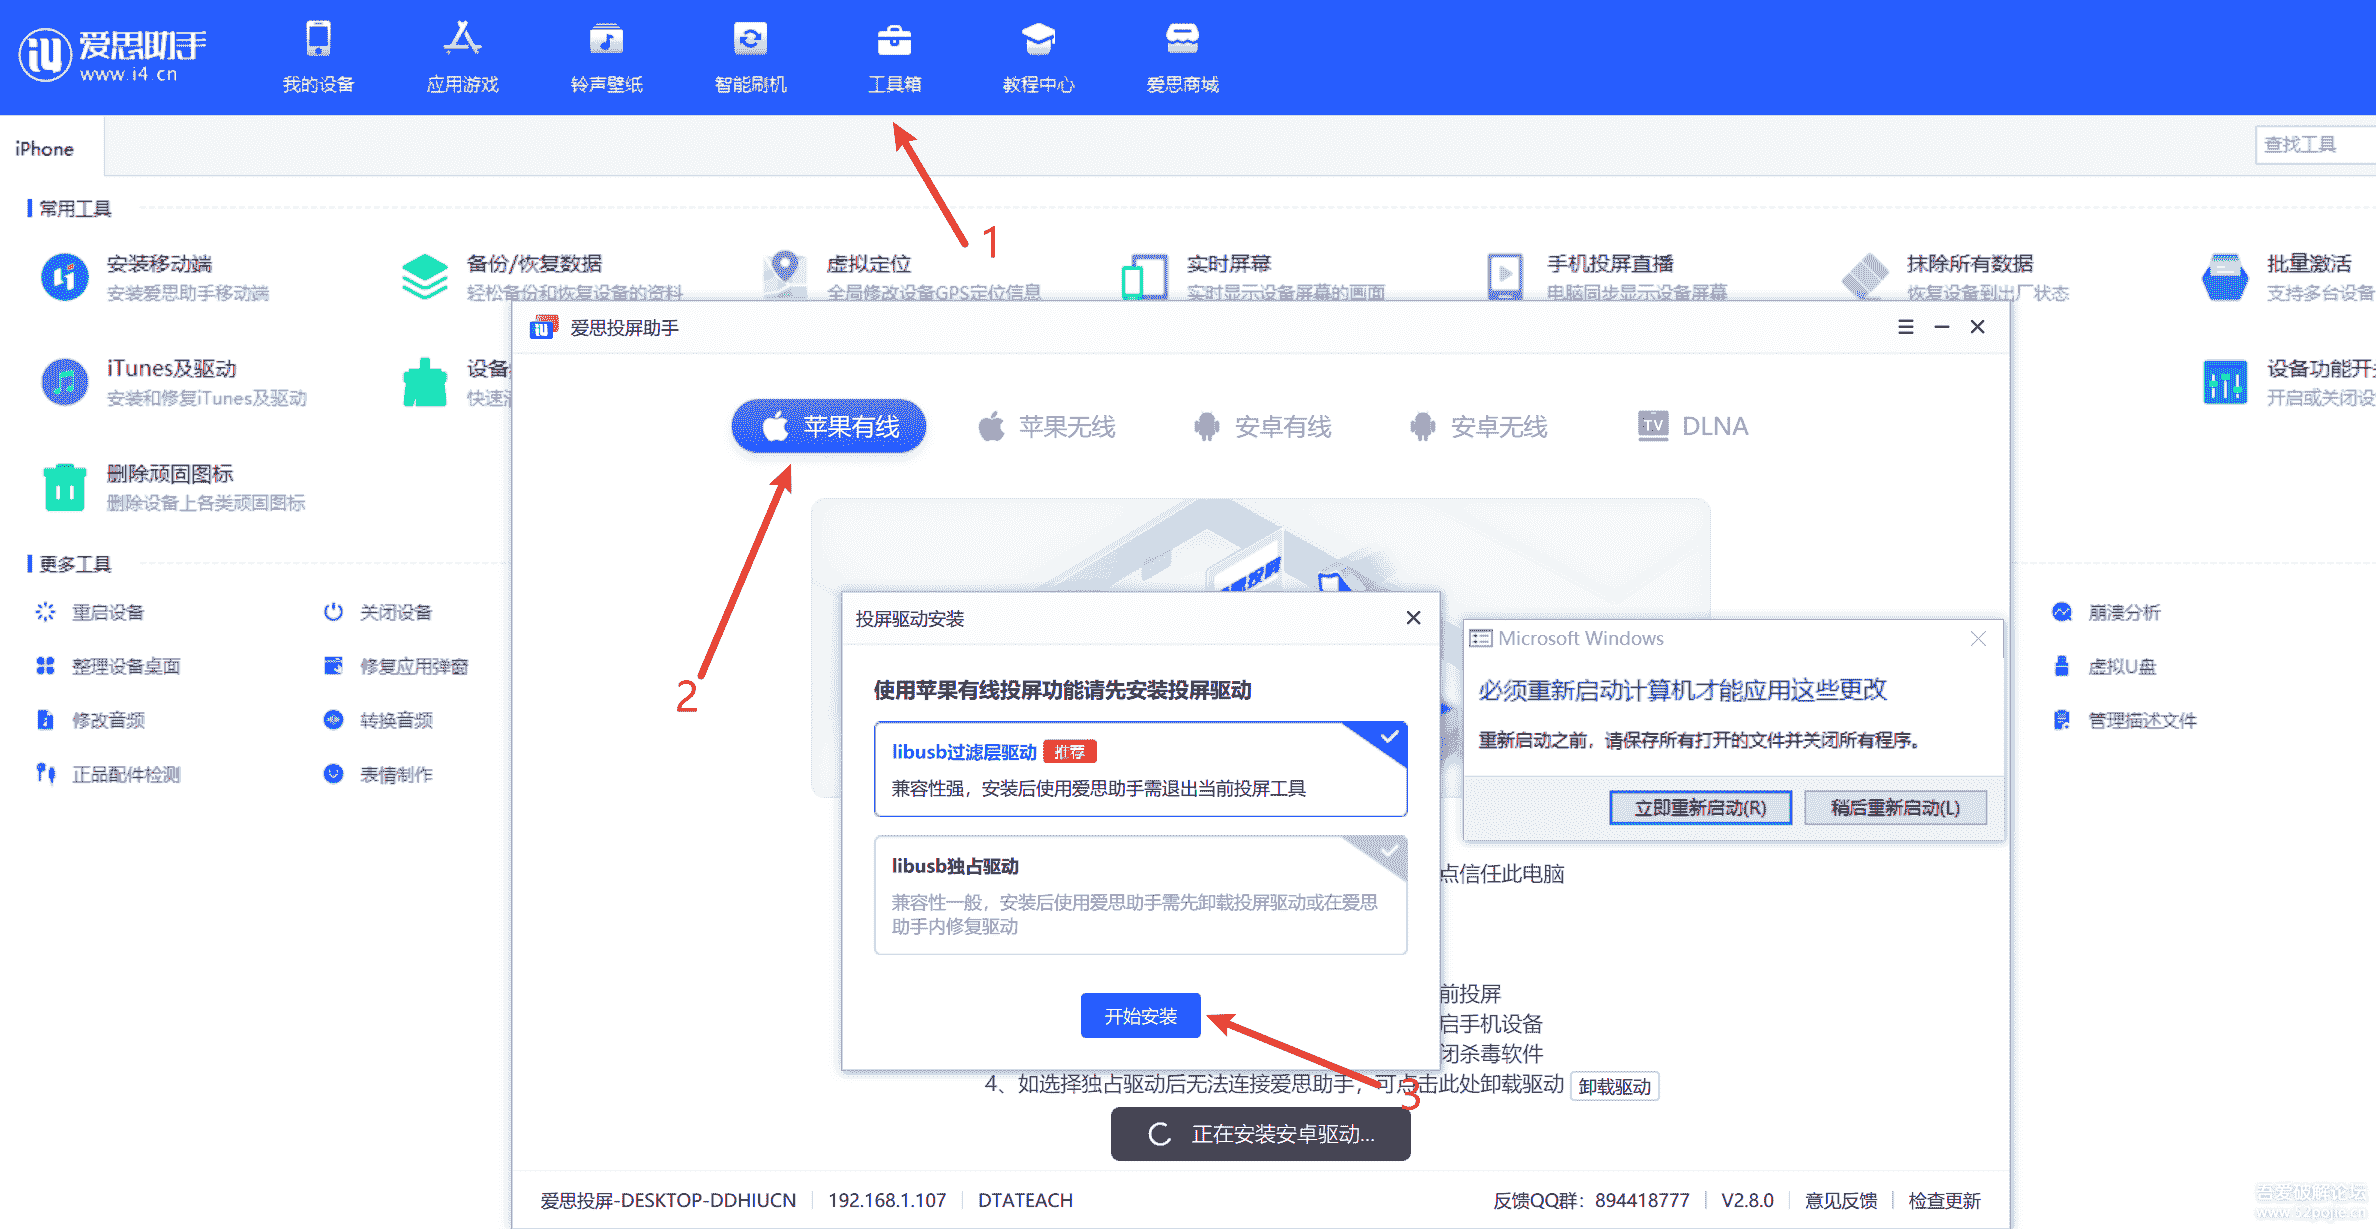 爱思助手
www.i4.cn
我的设备
应用游戏
铃声壁纸
智能刷机
工具箱
教程中心
爱思商城
iPhone
查找工具
1
常用工具
安装移动端
安装爱思助手移动端
备份/恢复数据
轻松备份和恢复设备的资料
虚拟定位
全局修改设备GPS定位信息
实时屏幕
实时显示设备屏幕的画面
手机投屏直播
电脑同步显示设备屏幕
抹除所有数据
恢复设备到出厂状态
批量激活
支持多台设备
iTunes及驱动
安装和修复iTunes及驱动
设备
快速
设备功能开
开启或关闭设
删除顽固图标
删除设备上各类顽固图标
更多工具
重启设备
关闭设备
整理设备桌面
修复应用弹窗
修改音频
转换音频
正品配件检测
表情制作
崩溃分析
虚拟U盘
管理描述文件
爱思投屏助手
苹果有线
苹果无线
安卓有线
安卓无线
TV DLNA
2
投屏驱动安装
使用苹果有线投屏功能请先安装投屏驱动
libusb过滤层驱动 推荐
兼容性强，安装后使用爱思助手需退出当前投屏工具
libusb独占驱动
兼容性一般，安装后使用爱思助手需先卸载投屏驱动或在爱思
助手内修复驱动
开始安装
3
Microsoft Windows
必须重新启动计算机才能应用这些更改
重新启动之前，请保存所有打开的文件并关闭所有程序。
立即重新启动(R)
稍后重新启动(L)
点信任此电脑
前投屏
启手机设备
闭杀毒软件
4、如选择独占驱动后无法连接爱思助手，可点击此处卸载驱动 卸载驱动
正在安装安卓驱动...
爱思投屏-DESKTOP-DDHIUCN
192.168.1.107
DTATEACH
反馈QQ群：894418777
V2.8.0
意见反馈
检查更新
吾爱破解论坛
www.52pojie.cn